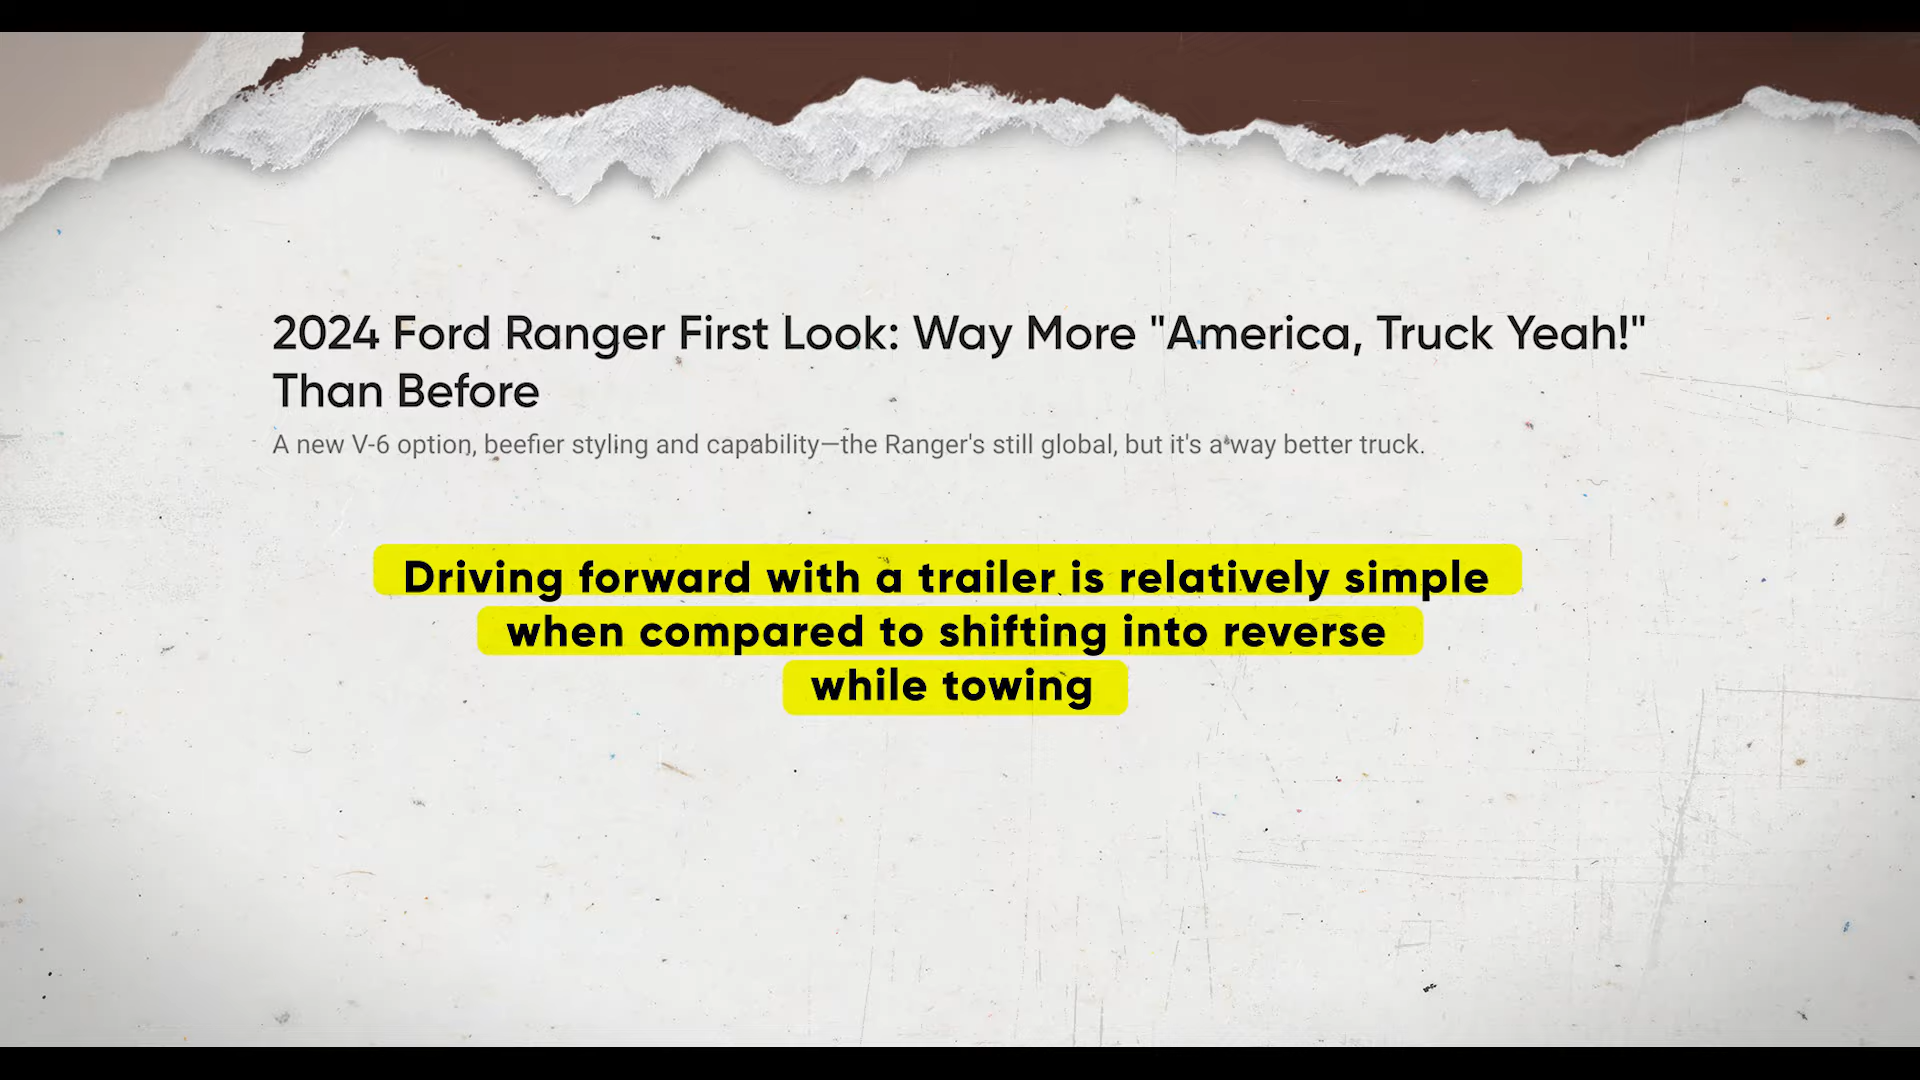 2024 Ford Ranger First Look: Way More "America, Truck Yeah!"
Than Before
A new V-6 option, beefier styling and capability—the Ranger's still global, but it's a way better truck.
Driving forward with a trailer is relatively simple
when compared to shifting into reverse
while towing